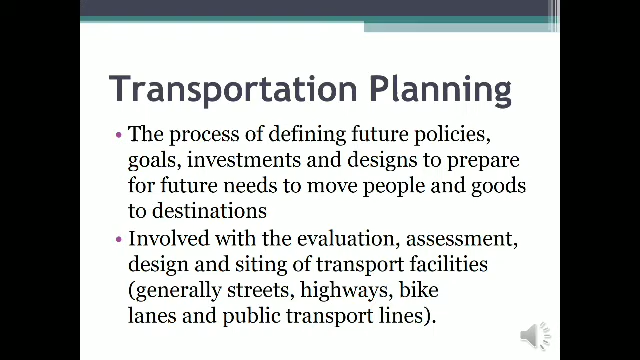 Transportation Planning
• The process of defining future policies,
goals, investments and designs to prepare
for future needs to move people and goods
to destinations
• Involved with the evaluation, assessment,
design and siting of transport facilities
(generally streets, highways, bike
lanes and public transport lines).